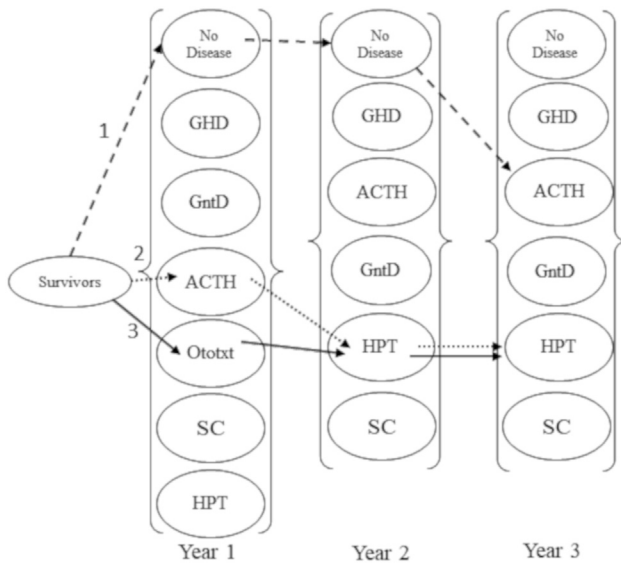 No
Disease
GHD
GntD
ACTH
Ototxt
SC
HPT
Year 1
No
Disease
GHD
ACTH
GntD
HPT
SC
Year 2
No
Disease
GHD
ACTH
GntD
HPT
SC
Year 3
Survivors
1
2
3